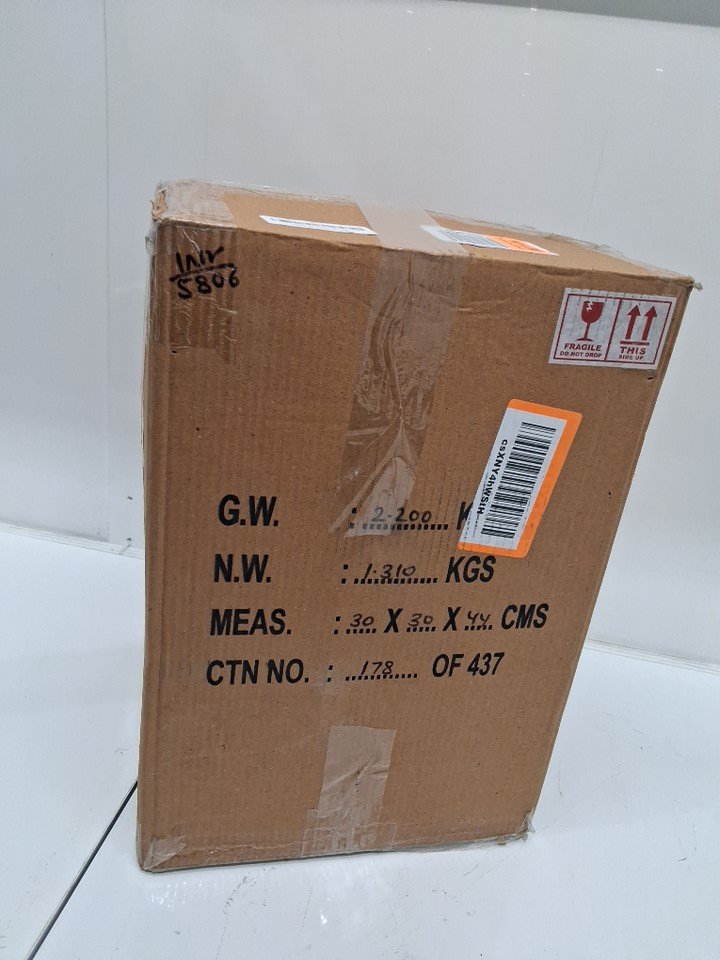 5806
FRAGILE
DO NOT DROP
THIS
SIDE UP
csXNY4hWStH
G.W. : 2.200 K
N.W. : 1.310 KGS
MEAS. : 30 X 30 X 44 CMS
CTN NO. : 178 OF 437